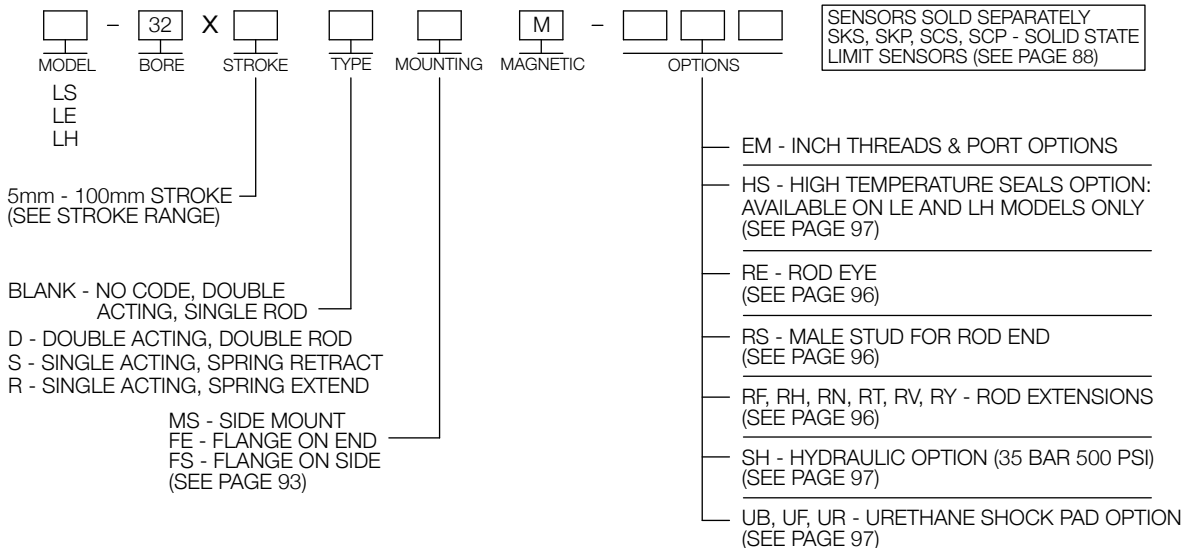 – 32 X M –
MODEL BORE STROKE TYPE MOUNTING MAGNETIC OPTIONS
LS
LE
LH
SENSORS SOLD SEPARATELY
SKS, SKP, SCS, SCP - SOLID STATE
LIMIT SENSORS (SEE PAGE 88)
5mm - 100mm STROKE
(SEE STROKE RANGE)
BLANK - NO CODE, DOUBLE
ACTING, SINGLE ROD
D - DOUBLE ACTING, DOUBLE ROD
S - SINGLE ACTING, SPRING RETRACT
R - SINGLE ACTING, SPRING EXTEND
MS - SIDE MOUNT
FE - FLANGE ON END
FS - FLANGE ON SIDE
(SEE PAGE 93)
EM - INCH THREADS & PORT OPTIONS
HS - HIGH TEMPERATURE SEALS OPTION:
AVAILABLE ON LE AND LH MODELS ONLY
(SEE PAGE 97)
RE - ROD EYE
(SEE PAGE 96)
RS - MALE STUD FOR ROD END
(SEE PAGE 96)
RF, RH, RN, RT, RV, RY - ROD EXTENSIONS
(SEE PAGE 96)
SH - HYDRAULIC OPTION (35 BAR 500 PSI)
(SEE PAGE 97)
UB, UF, UR - URETHANE SHOCK PAD OPTION
(SEE PAGE 97)